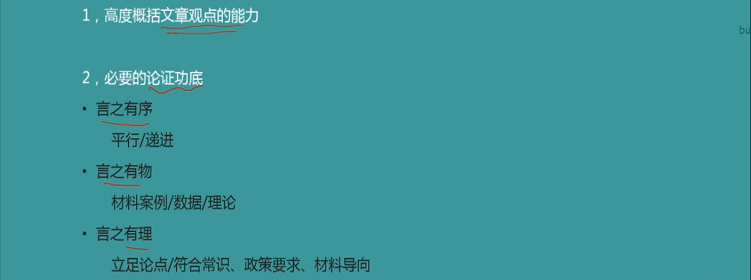 1，高度概括文章观点的能力
bu
2，必要的论证功底
• 言之有序
平行/递进
• 言之有物
材料案例/数据/理论
• 言之有理
立足论点/符合常识、政策要求、材料导向